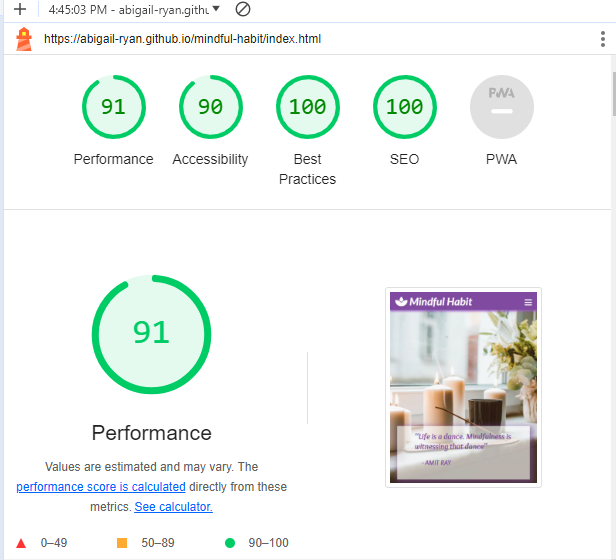 4:45:03 PM - abigail-ryan.githu
https://abigail-ryan.github.io/mindful-habit/index.html
91
90
100
100
PWA
Performance
Accessibility
Best
Practices
SEO
PWA
91
Performance
Values are estimated and may vary. The
performance score is calculated directly from these
metrics. See calculator.
0–49
50–89
90–100
Mindful Habit
"Life is a dance. Mindfulness is
witnessing that dance"
- AMIT RAY